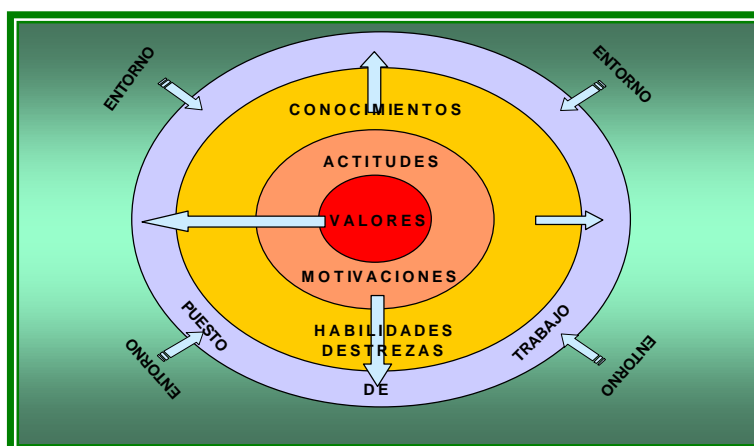 ENTORNO
ENTORNO
CONOCIMIENTOS
ACTITUDES
VALORES
MOTIVACIONES
PUESTO
HABILIDADES
DESTREZAS
TRABAJO
ENTORNO
DE
ENTORNO